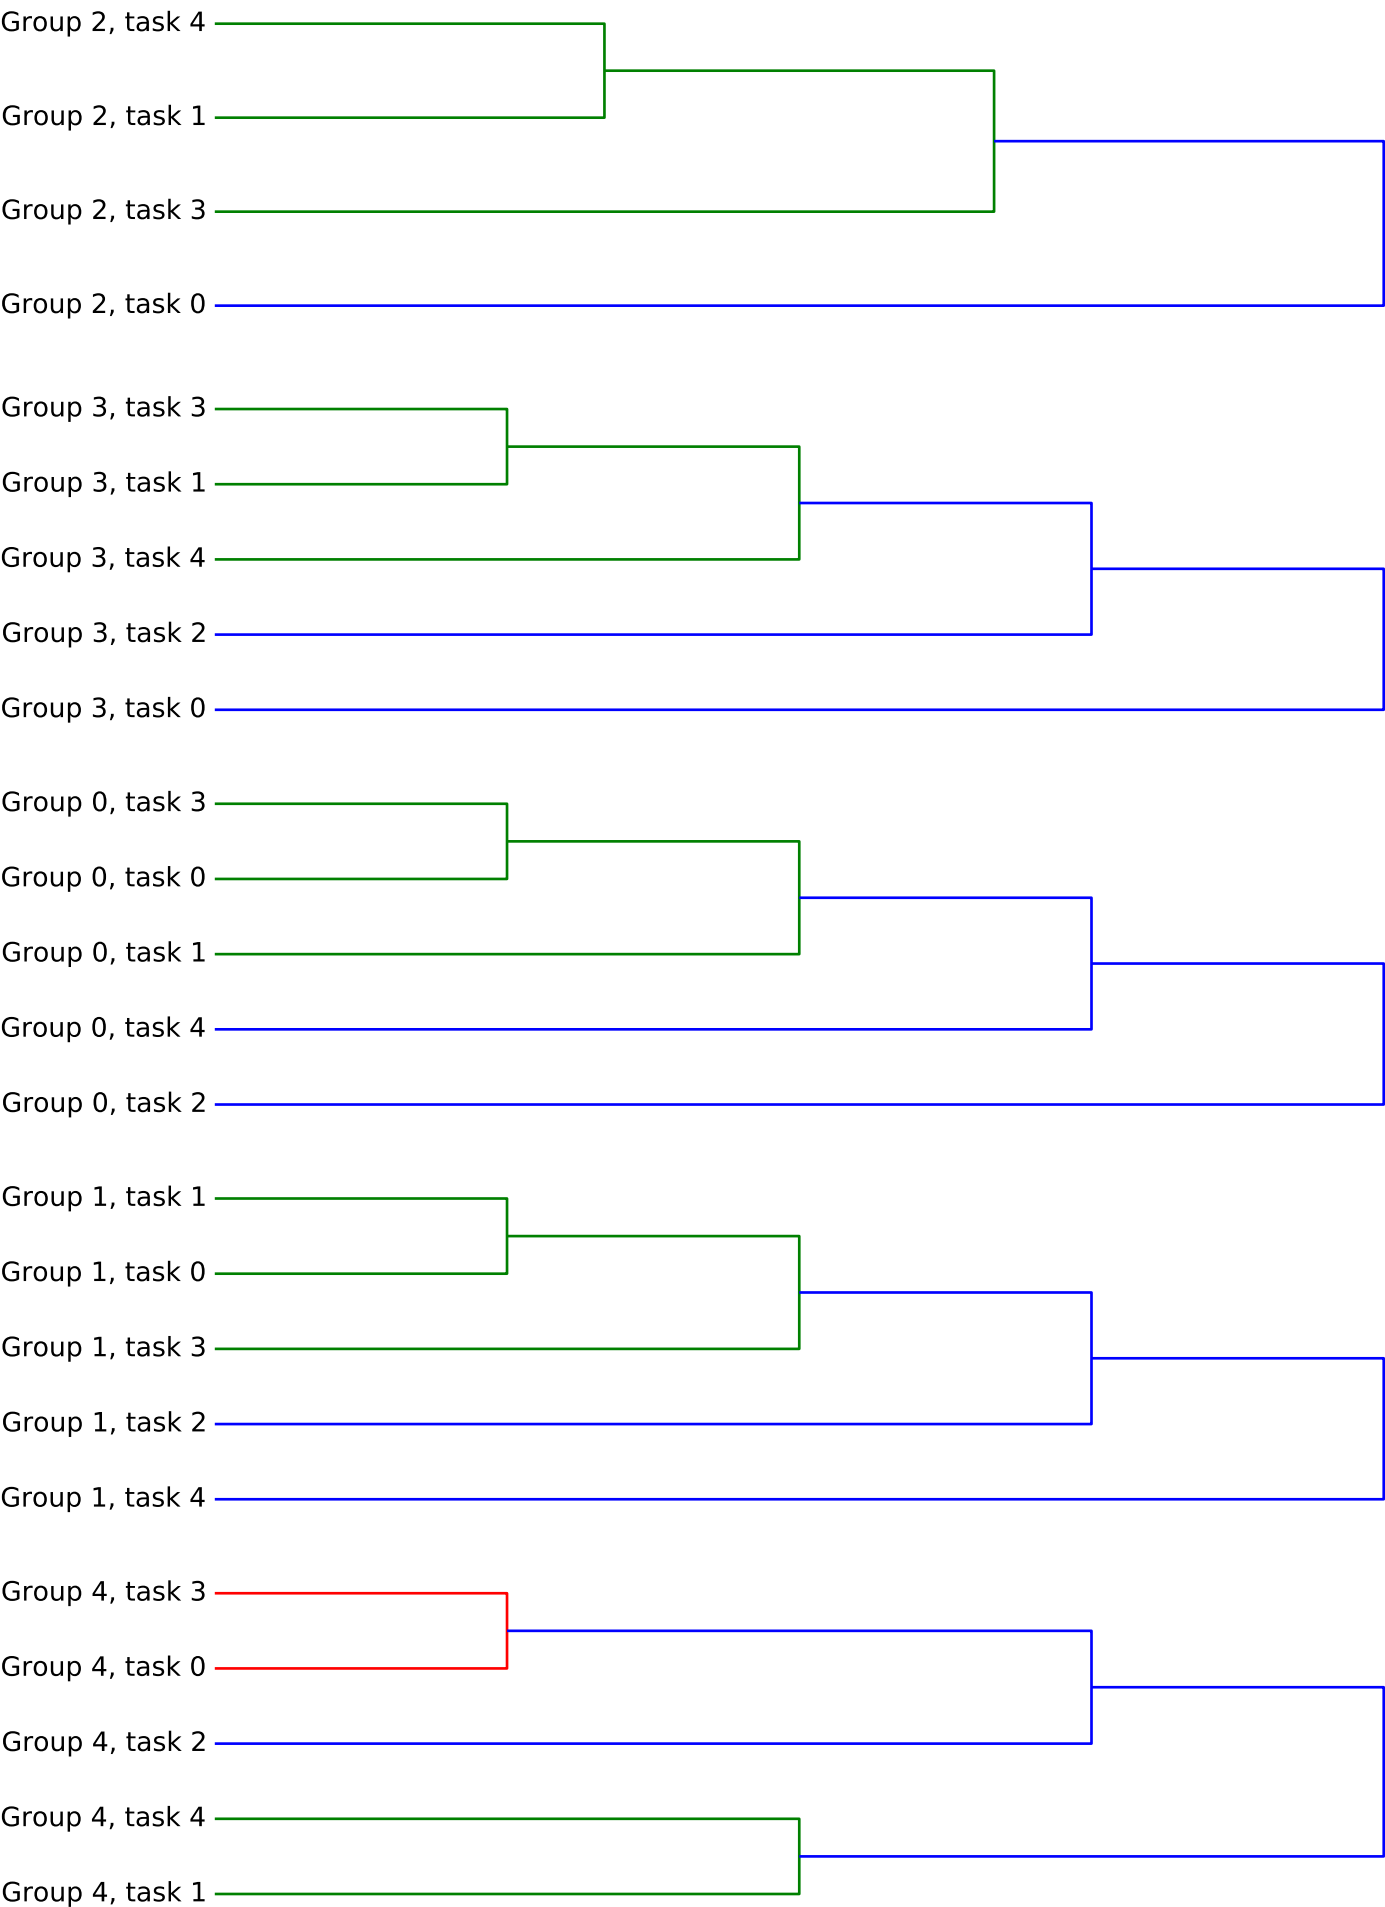 Group 2, task 4
Group 2, task 1
Group 2, task 3
Group 2, task 0
Group 3, task 3
Group 3, task 1
Group 3, task 4
Group 3, task 2
Group 3, task 0
Group 0, task 3
Group 0, task 0
Group 0, task 1
Group 0, task 4
Group 0, task 2
Group 1, task 1
Group 1, task 0
Group 1, task 3
Group 1, task 2
Group 1, task 4
Group 4, task 3
Group 4, task 0
Group 4, task 2
Group 4, task 4
Group 4, task 1